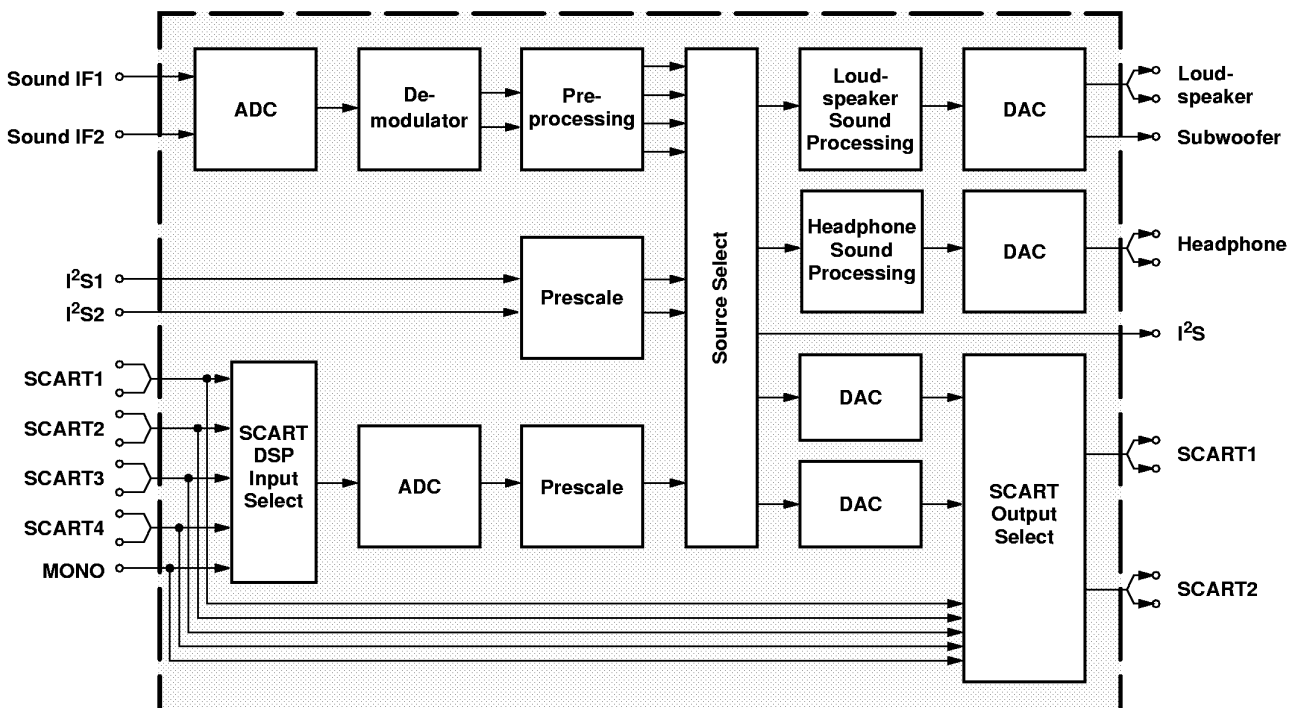 Sound IF1
Sound IF2
ADC
De-
modulator
Pre-
processing
Loud-
speaker
Sound
Processing
DAC
Loud-
speaker
Subwoofer
Headphone
Sound
Processing
DAC
Headphone
I²S1
I²S2
Prescale
Source Select
I²S
SCART1
SCART2
SCART3
SCART4
MONO
SCART
DSP
Input
Select
ADC
Prescale
DAC
DAC
SCART
Output
Select
SCART1
SCART2